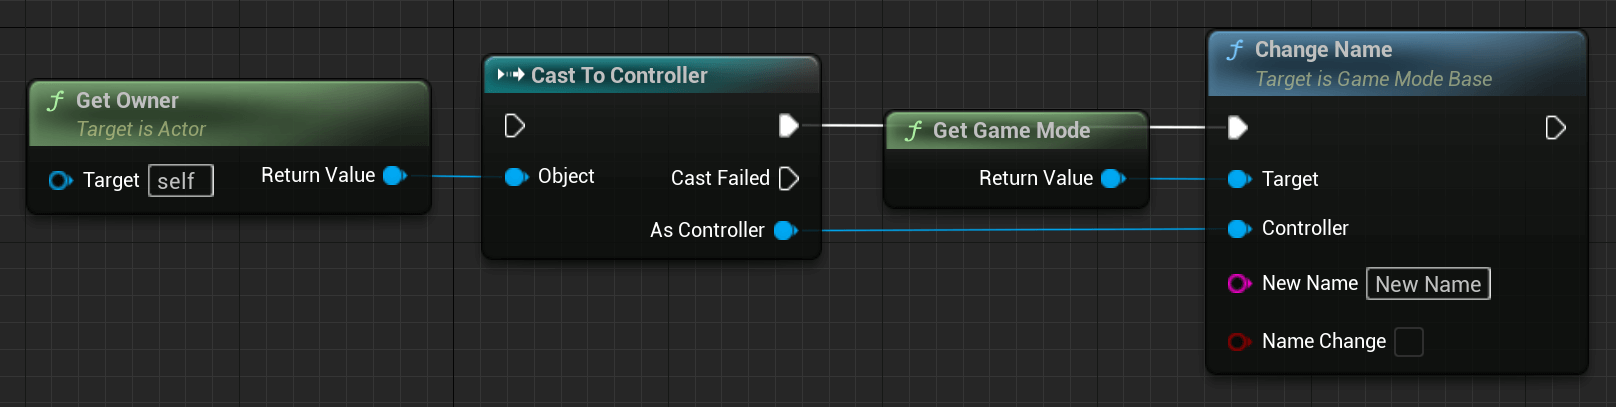 Get Owner
Target is Actor
Target self
Return Value
Cast To Controller
Object
Cast Failed
As Controller
Get Game Mode
Return Value
Change Name
Target is Game Mode Base
Target
Controller
New Name New Name
Name Change